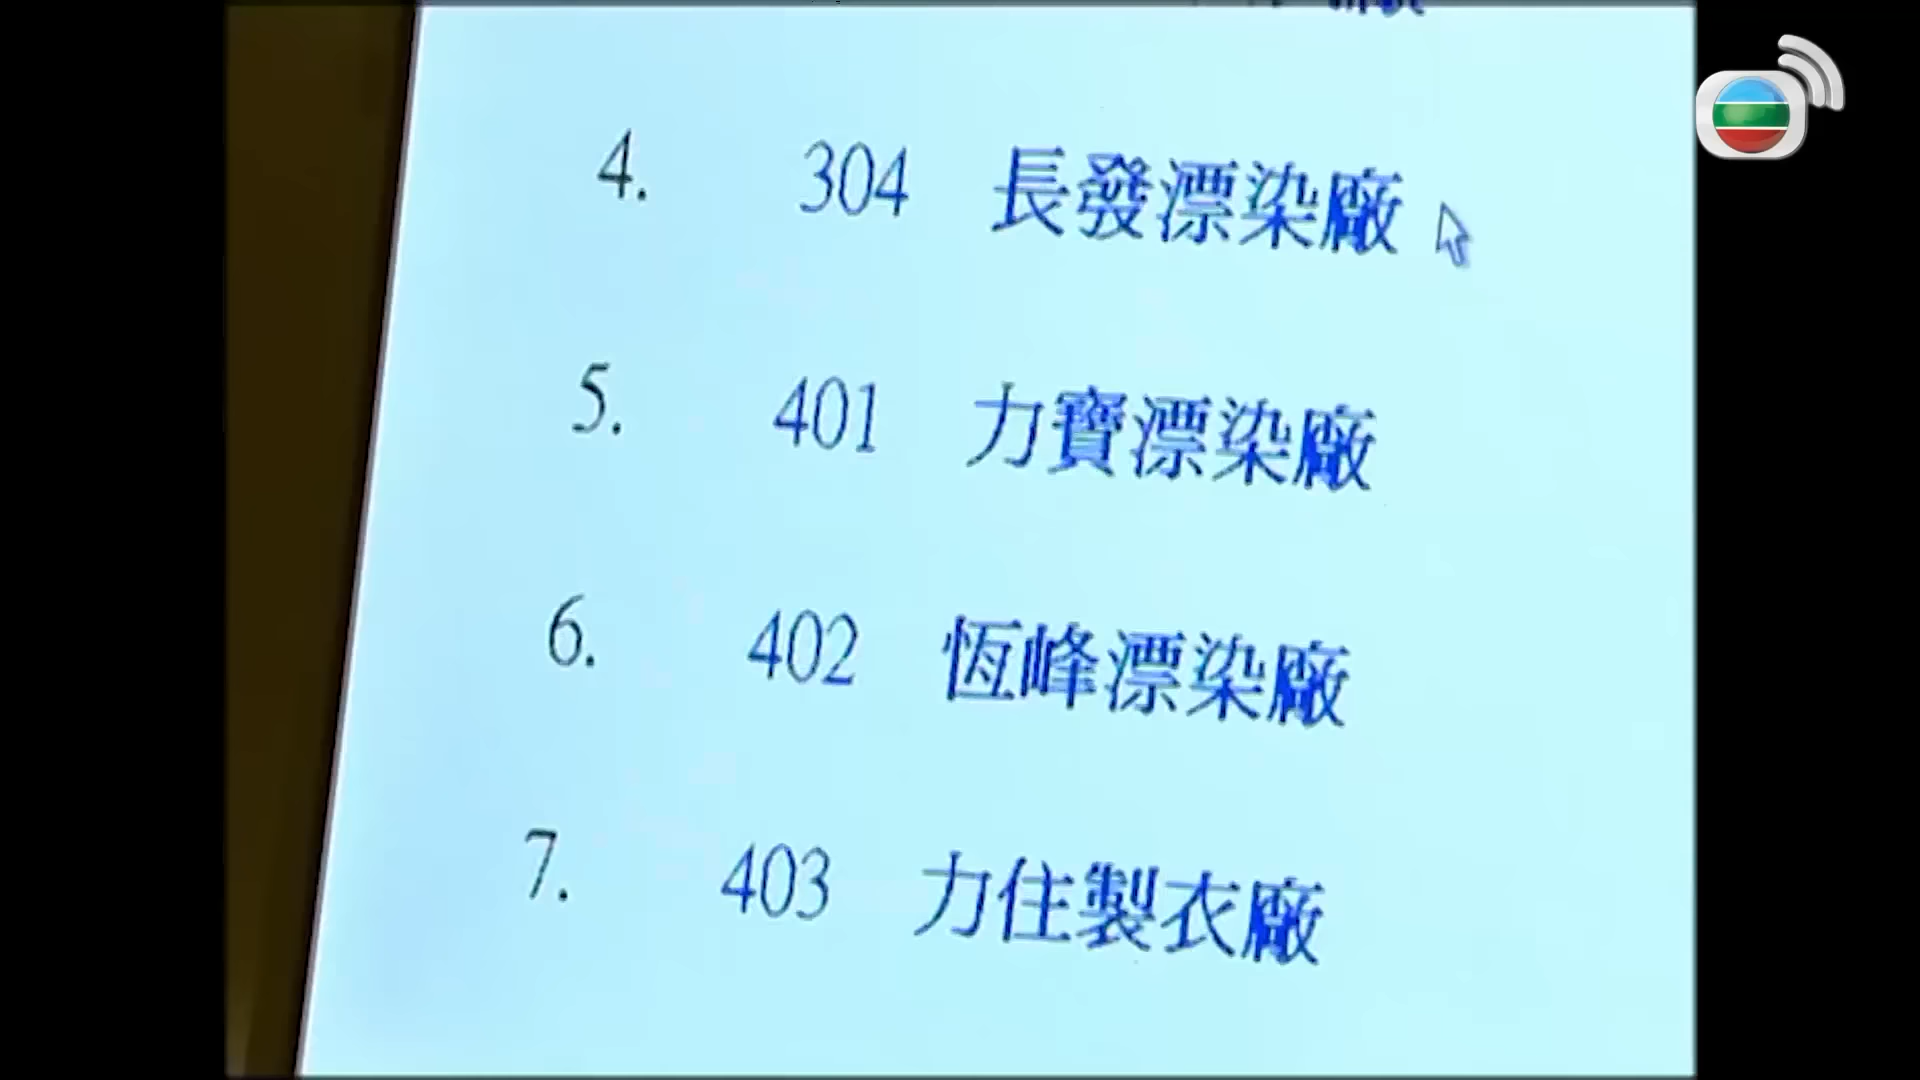 4. 304 長發漂染廠
5. 401 力寶漂染廠
6. 402 恆峰漂染廠
7. 403 力住製衣廠